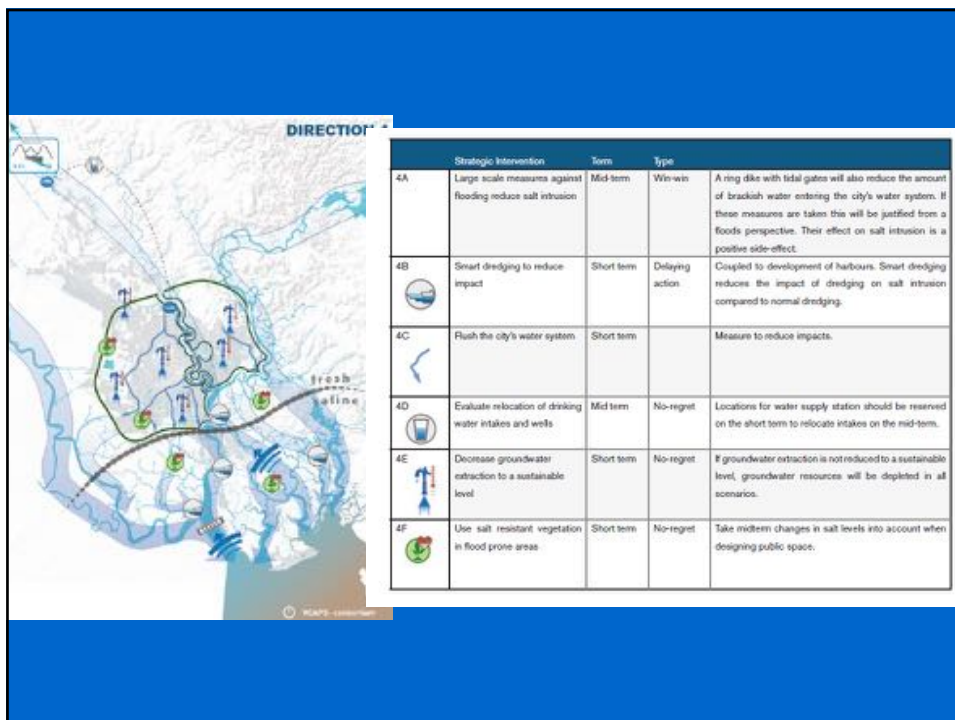 DIRECTION
fresh
saline
Strategic Intervention Term Type
4A Large scale measures against Mid-term Win-win A ring dike with tidal gates will also reduce the amount
flooding reduce salt intrusion of brackish water entering the city's water system. If
these measures are taken this will be justified from a
floods perspective. Their effect on salt intrusion is a
positive side-effect.
4B Smart dredging to reduce Short term Delaying Coupled to development of harbours. Smart dredging
impact action reduces the impact of dredging on salt intrusion
compared to normal dredging.
4C Flush the city's water system Short term Measure to reduce impacts.
4D Evaluate relocation of drinking Mid term No-regret Locations for water supply station should be reserved
water intakes and wells on the short term to relocate intakes on the mid-term.
4E Decrease groundwater Short term No-regret If groundwater extraction is not reduced to a sustainable
extraction to a sustainable level, groundwater resources will be depleted in all
level scenarios.
4F Use salt resistant vegetation Short term No-regret Take midterm changes in salt levels into account when
in flood prone areas designing public space.
VCAPS - consortium